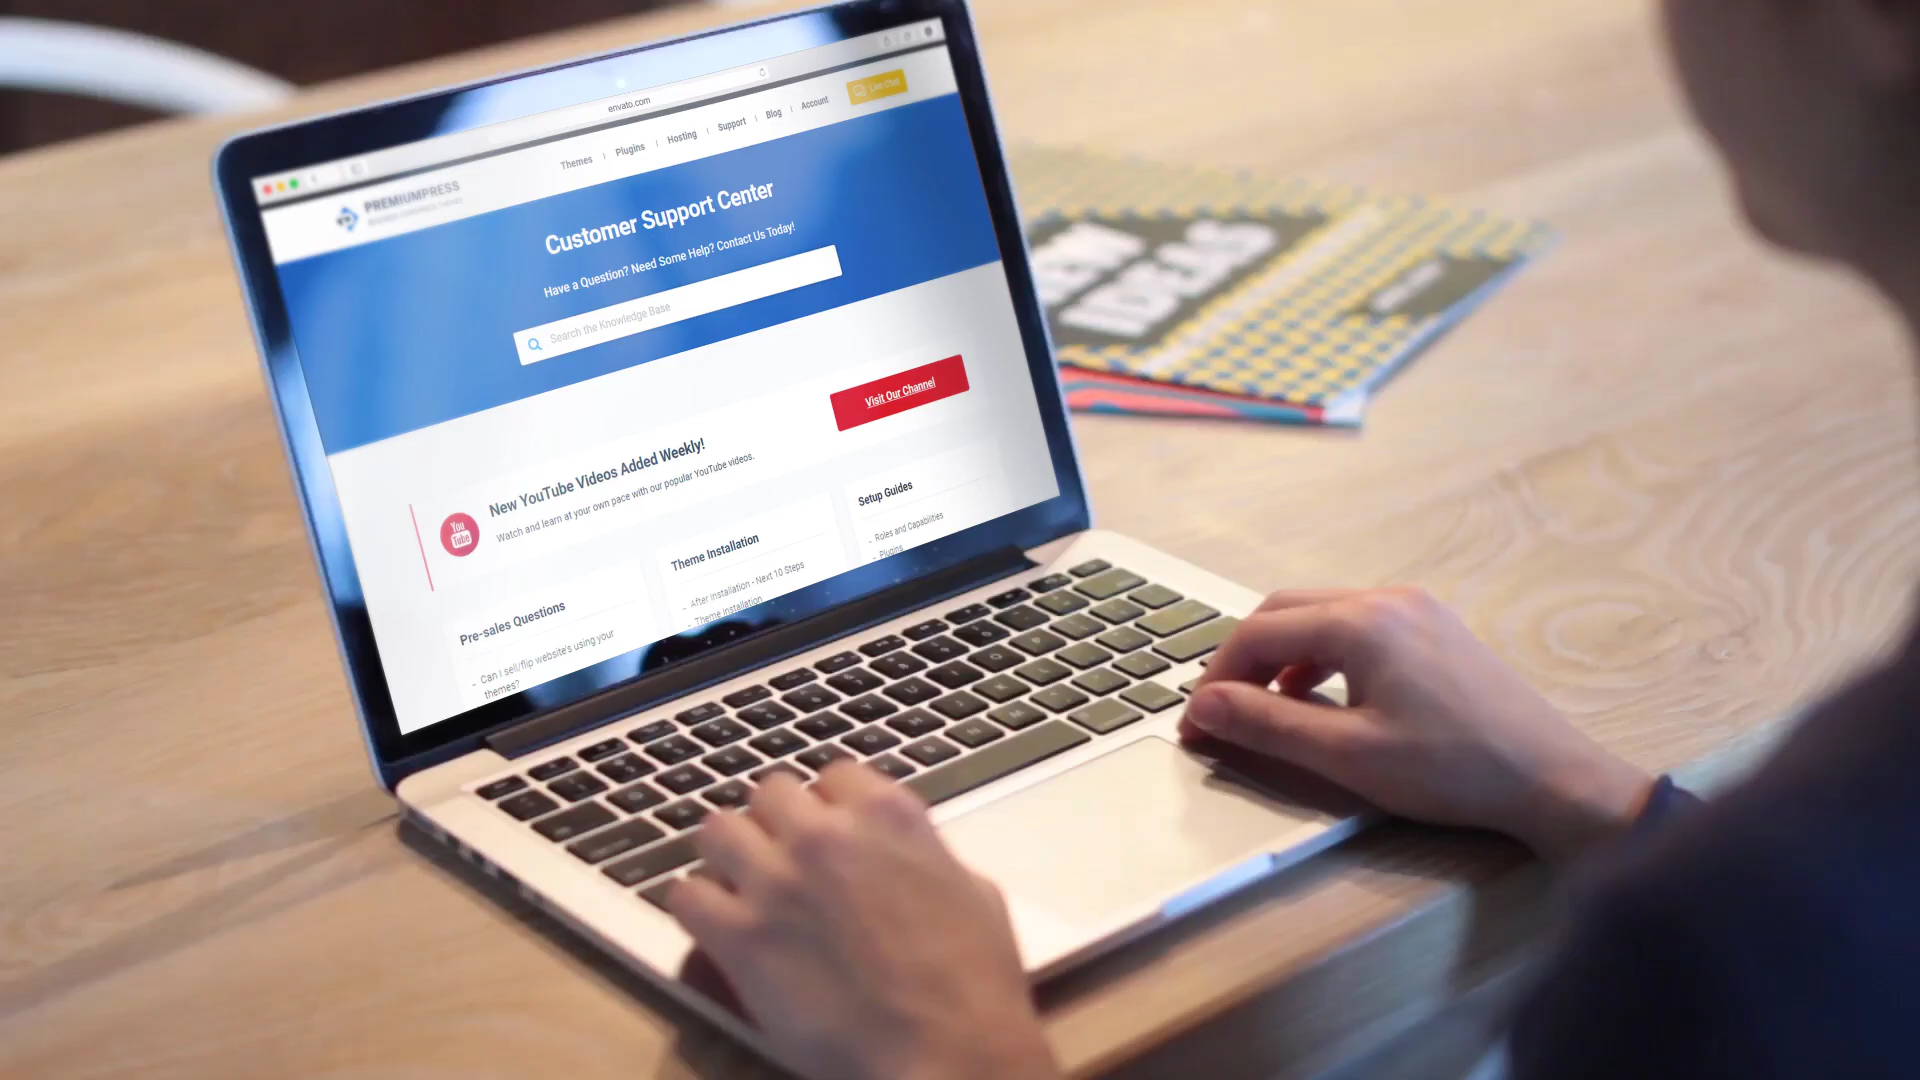 envato.com
Themes
Plugins
Hosting
Support
Blog
Account
Live Chat
PREMIUMPRESS
Customer Support Center
Have a Question? Need Some Help? Contact Us Today!
Search the Knowledge Base
Visit Our Channel
You
Tube
New YouTube Videos Added Weekly!
Watch and learn at your own pace with our popular YouTube videos.
Pre-sales Questions
- Can I sell/flip website's using your
themes?
Theme Installation
- After Installation - Next 10 Steps
- Theme Installation
Setup Guides
- Roles and Capabilities
- Plugins
IDEAS